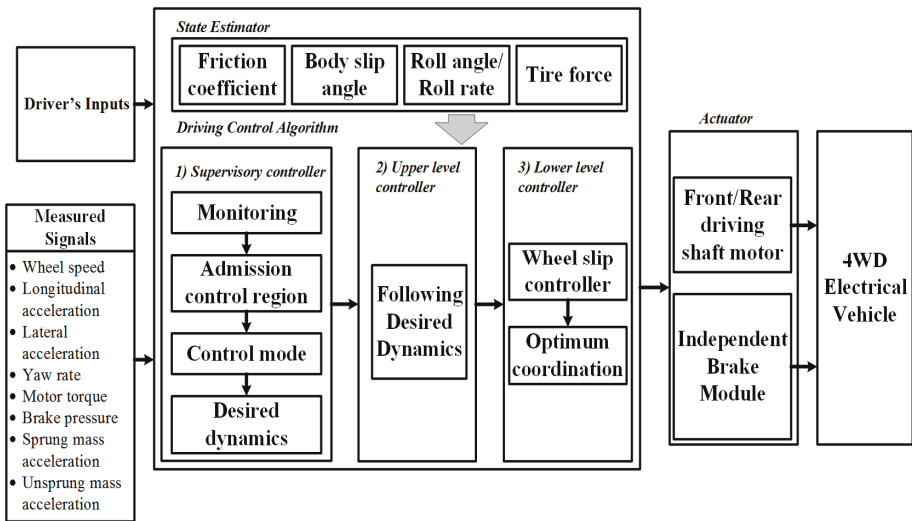 State Estimator
Friction
coefficient
Body slip
angle
Roll angle/
Roll rate
Tire force
Driver's Inputs
Driving Control Algorithm
Actuator
1) Supervisory controller
Monitoring
Admission
control region
Control mode
Desired
dynamics
2) Upper level
controller
Following
Desired
Dynamics
3) Lower level
controller
Wheel slip
controller
Optimum
coordination
Front/Rear
driving
shaft motor
Independent
Brake
Module
4WD
Electrical
Vehicle
Measured
Signals
• Wheel speed
• Longitudinal
acceleration
• Lateral
acceleration
• Yaw rate
• Motor torque
• Brake pressure
• Sprung mass
acceleration
• Unsprung mass
acceleration